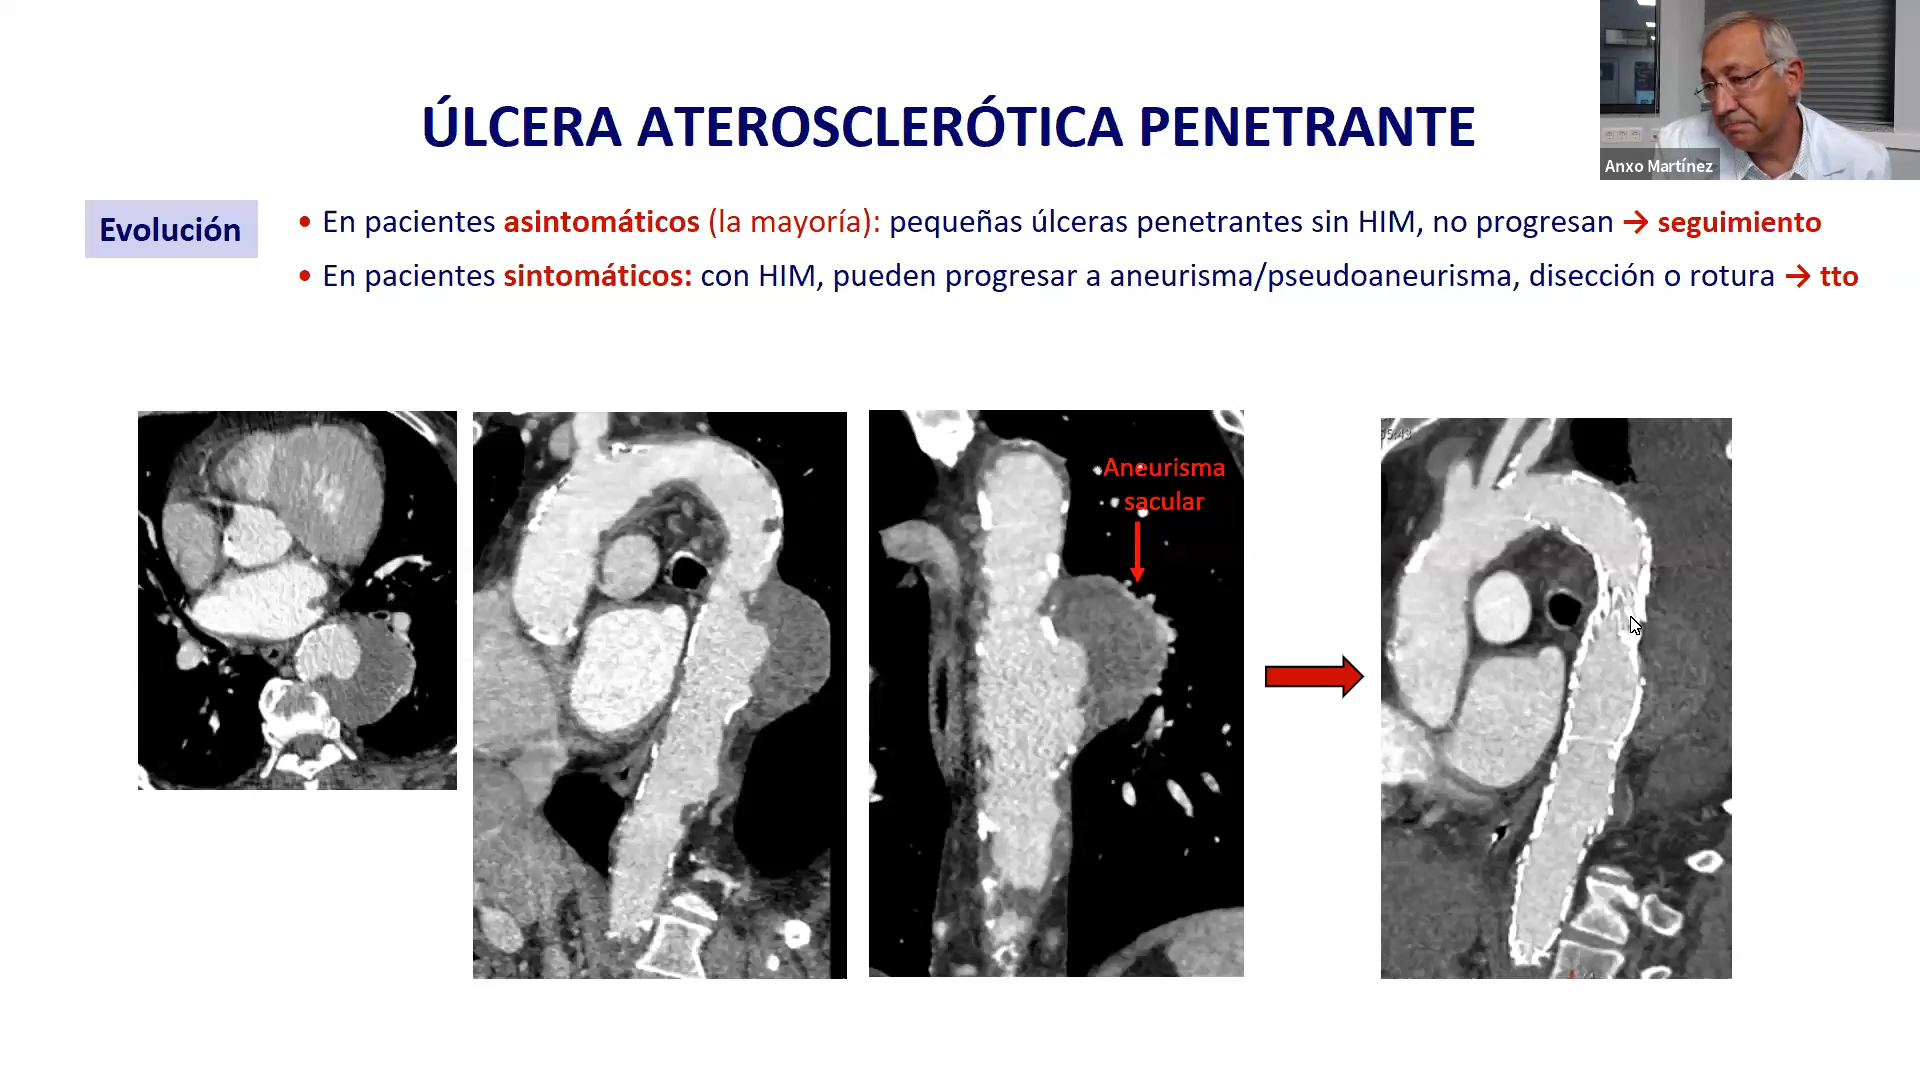 ÚLCERA ATEROSCLERÓTICA PENETRANTE
Anxo Martínez
Evolución
• En pacientes asintomáticos (la mayoría): pequeñas úlceras penetrantes sin HIM, no progresan → seguimiento
• En pacientes sintomáticos: con HIM, pueden progresar a aneurisma/pseudoaneurisma, disección o rotura → tto
Aneurisma
sacular